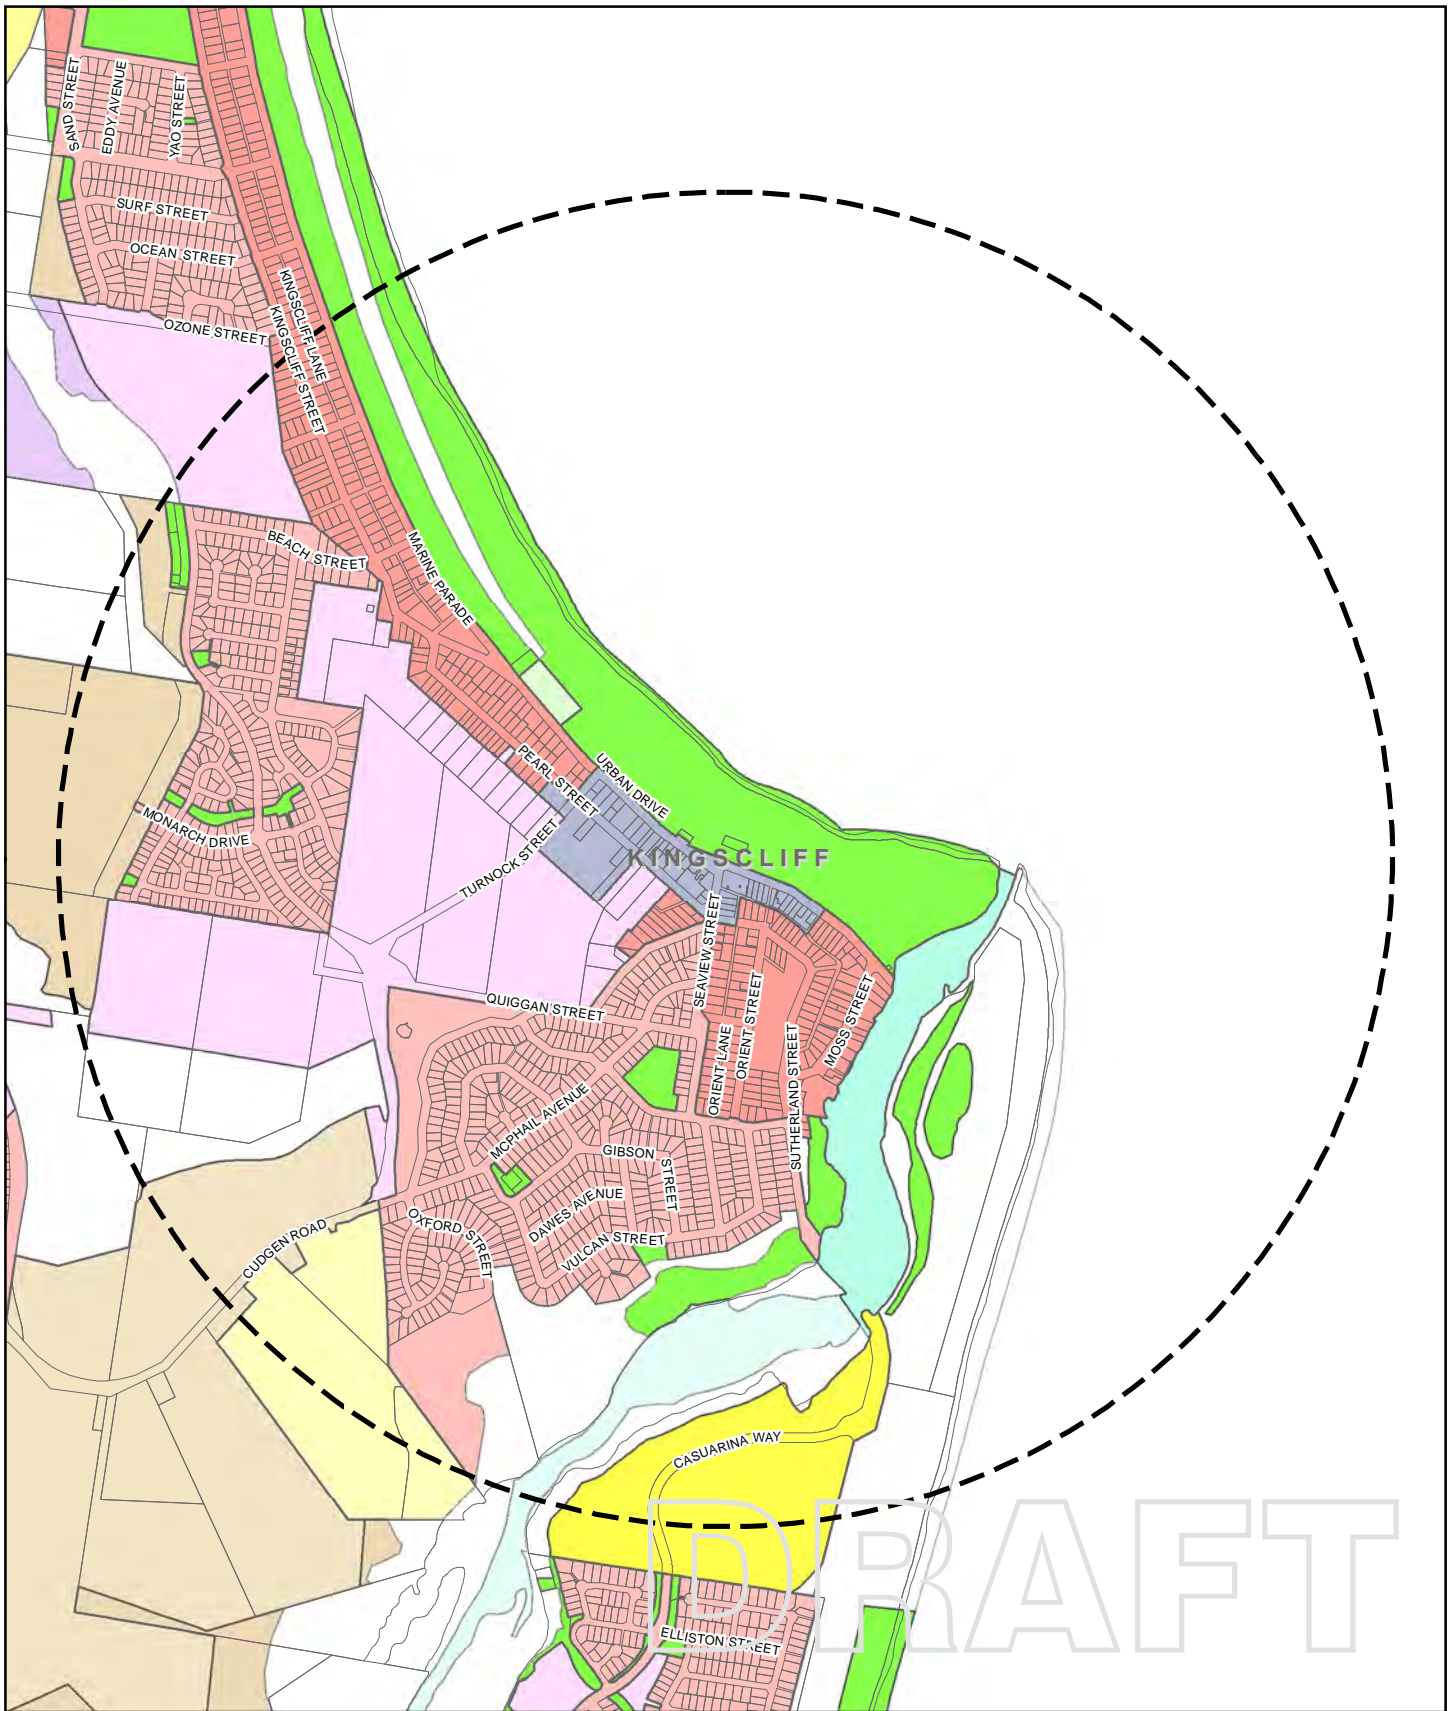 SAND STREET
EDDY AVENUE
YAO STREET
SURF STREET
OCEAN STREET
OZONE STREET
KINGSCLIFF LANE
KINGSCLIFF STREET
BEACH STREET
MARINE PARADE
PEARL STREET
URBAN DRIVE
MONARCH DRIVE
TURNOCK STREET
KINGSCLIFF
SEAVIEW STREET
QUIGGAN STREET
ORIENT STREET
MOSS STREET
ORIENT LANE
SUTHERLAND STREET
MCPHAIL AVENUE
GIBSON STREET
DAWES AVENUE
OXFORD STREET
VULCAN STREET
CUDGEN ROAD
CASUARINA WAY
DRAFT
ELLISTON STREET